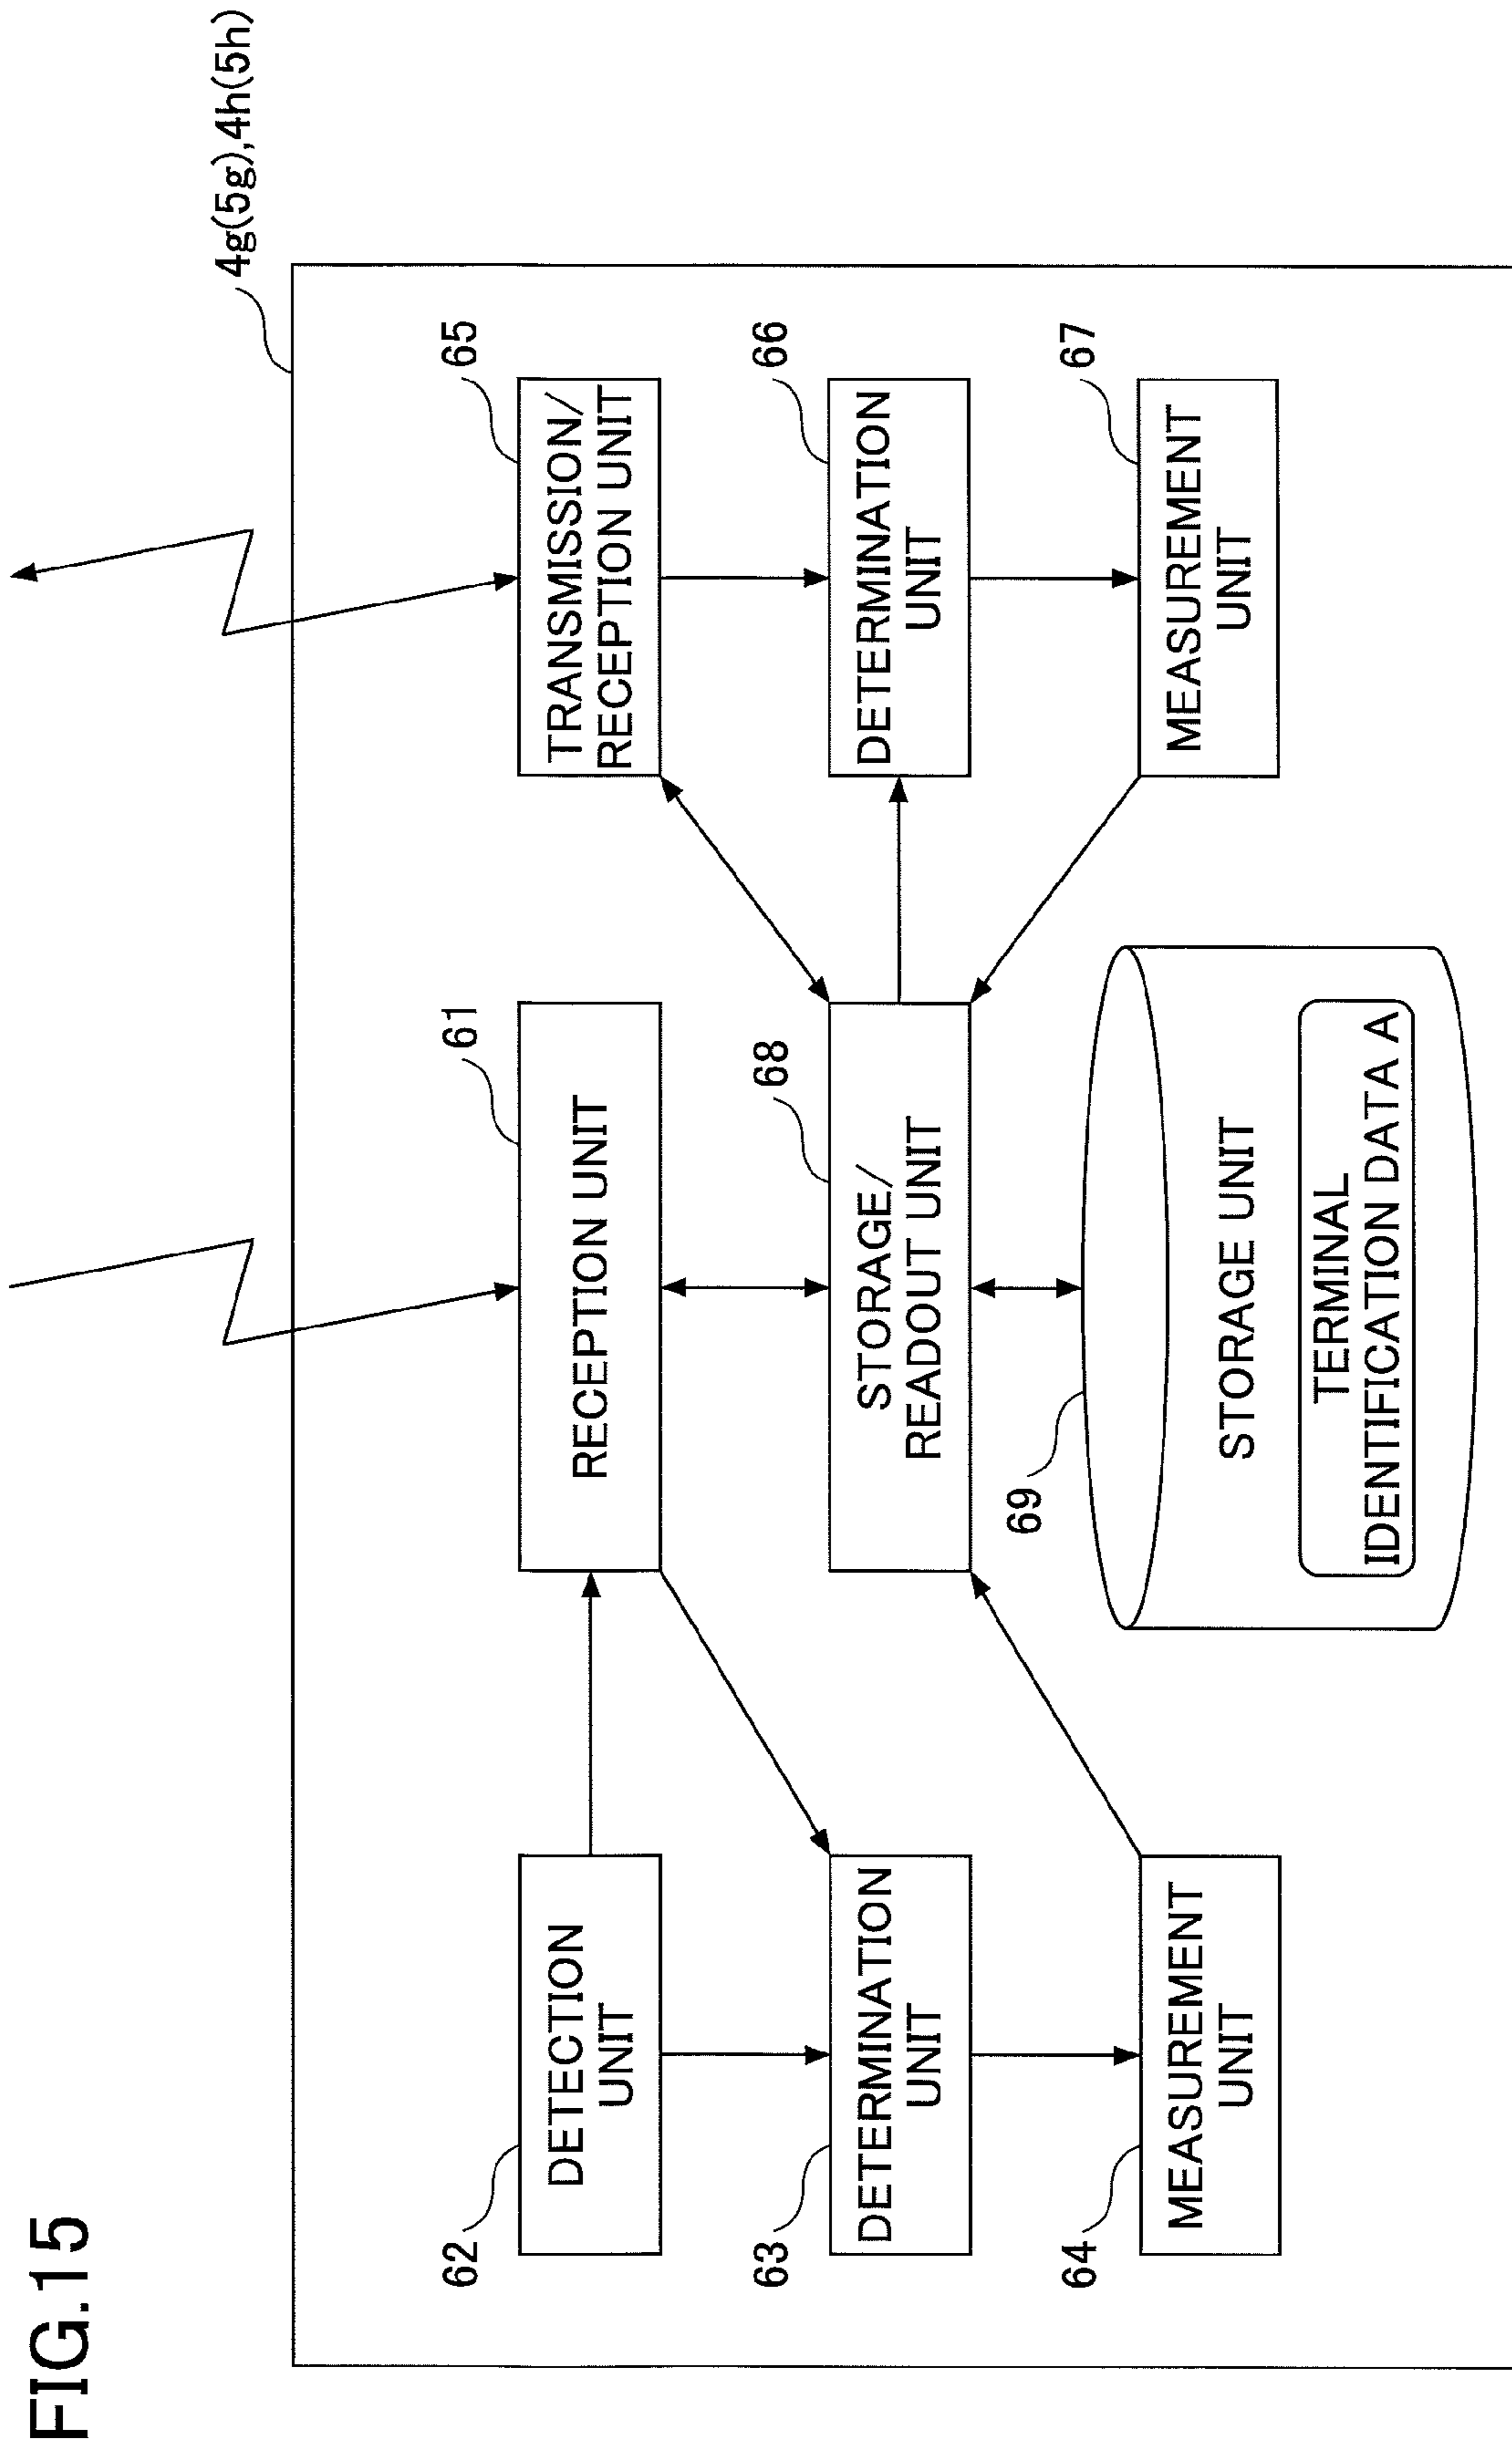 FIG.15
4g(5g),4h(5h)
62
DETECTION
UNIT
61
RECEPTION UNIT
65
TRANSMISSION/
RECEPTION UNIT
63
DETERMINATION
UNIT
68
STORAGE/
READOUT UNIT
66
DETERMINATION
UNIT
64
MEASUREMENT
UNIT
69
STORAGE UNIT
TERMINAL
IDENTIFICATION DATA A
67
MEASUREMENT
UNIT